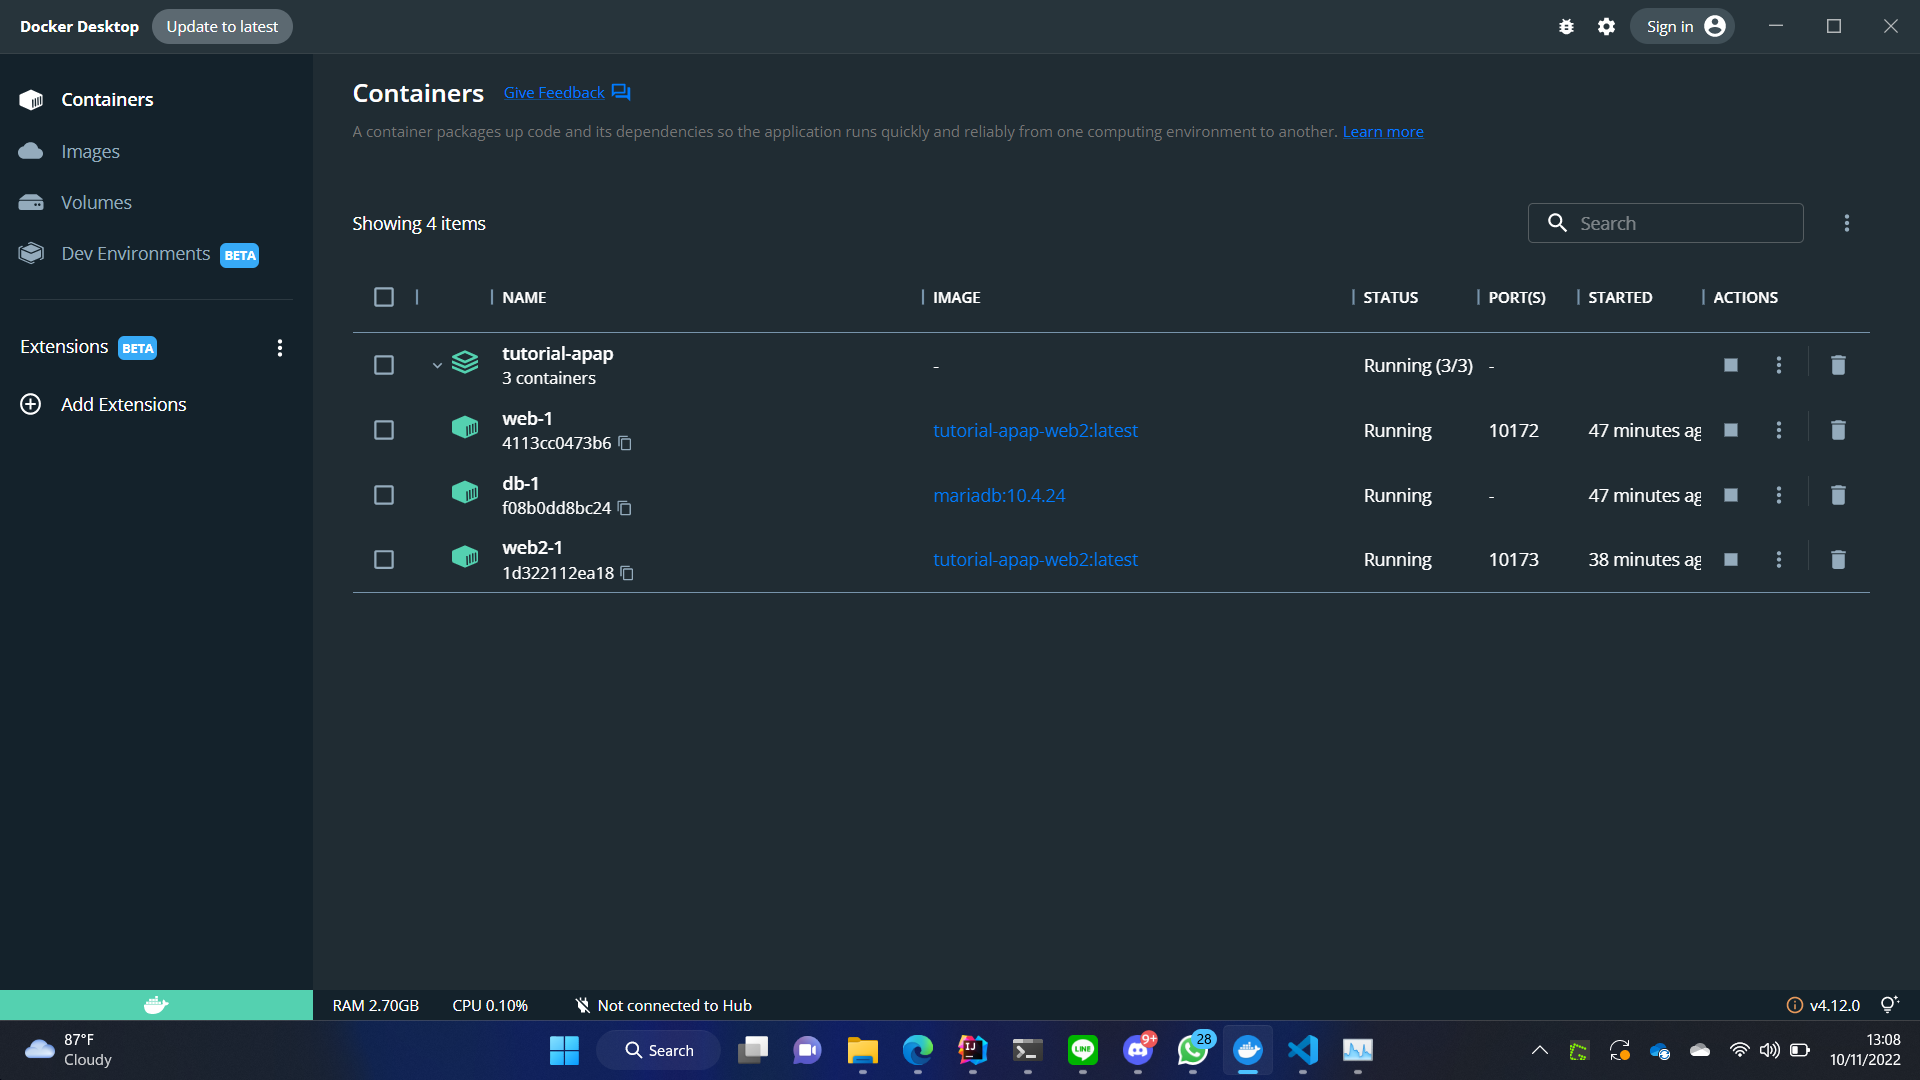 Docker Desktop Update to latest Sign in
Containers
Images
Volumes
Dev Environments BETA
Extensions BETA
Add Extensions
Containers Give Feedback
A container packages up code and its dependencies so the application runs quickly and reliably from one computing environment to another. Learn more
Showing 4 items Search
NAME IMAGE STATUS PORT(S) STARTED ACTIONS
tutorial-apap
3 containers
- Running (3/3) -
web-1
4113cc0473b6
tutorial-apap-web2:latest Running 10172 47 minutes ag
db-1
f08b0dd8bc24
mariadb:10.4.24 Running - 47 minutes ag
web2-1
1d322112ea18
tutorial-apap-web2:latest Running 10173 38 minutes ag
RAM 2.70GB CPU 0.10% Not connected to Hub v4.12.0
87°F
Cloudy
Search
LINE
9+
28
13:08
10/11/2022